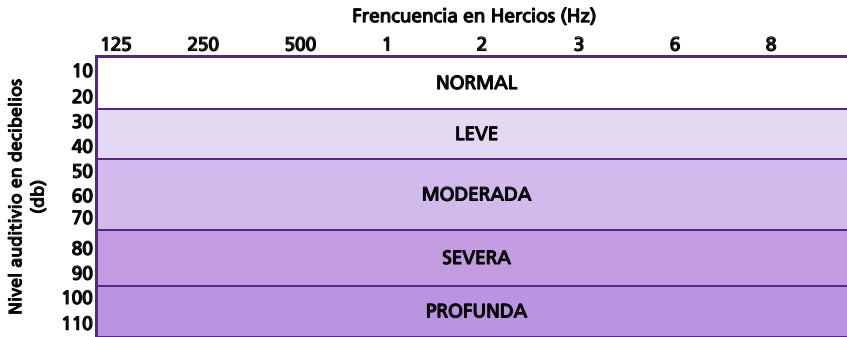 Frencuencia en Hercios (Hz)
125 250 500 1 2 3 6 8
Nivel auditivio en decibelios
(db)
10
20
NORMAL
30
40
LEVE
50
60
70
MODERADA
80
90
SEVERA
100
110
PROFUNDA